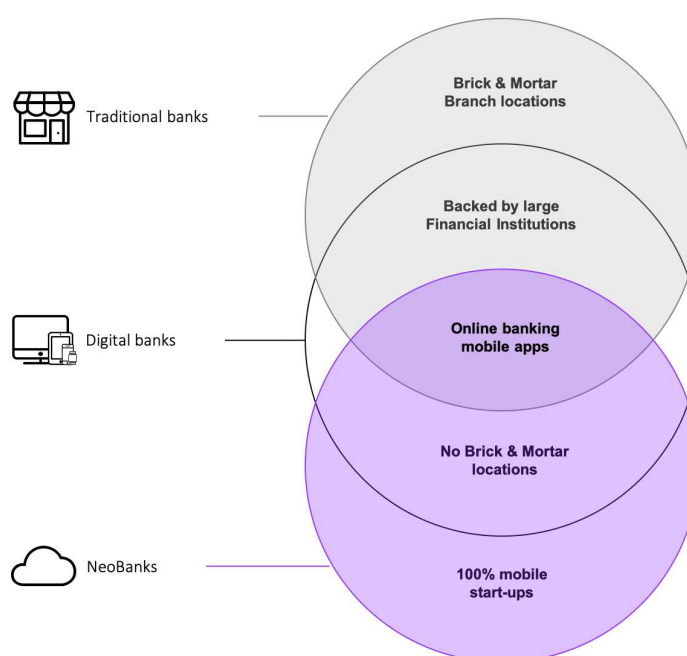 Brick & Mortar
Branch locations
Traditional banks
Backed by large
Financial Institutions
Online banking
mobile apps
Digital banks
No Brick & Mortar
locations
NeoBanks
100% mobile
start-ups